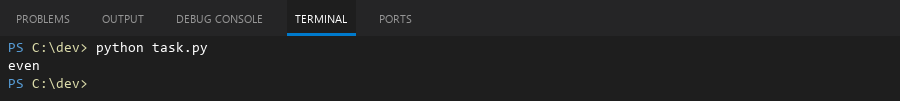 PROBLEMS OUTPUT DEBUG CONSOLE TERMINAL PORTS
PS C:\dev> python task.py
even
PS C:\dev>